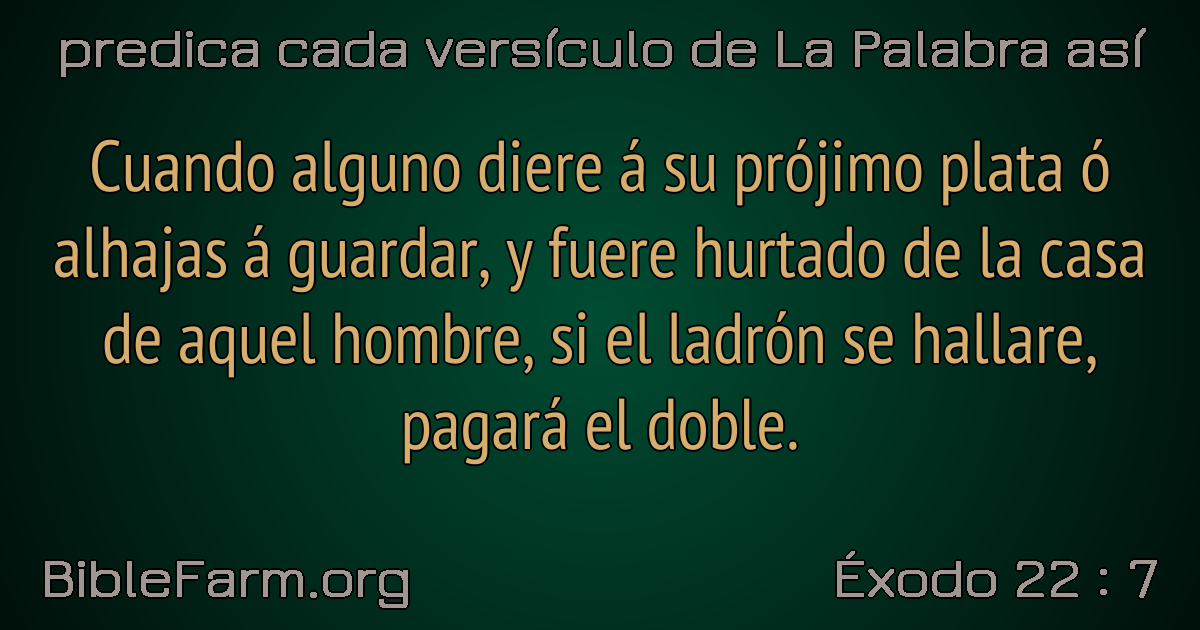 predica cada versículo de La Palabra así
Cuando alguno diere á su prójimo plata ó
alhajas á guardar, y fuere hurtado de la casa
de aquel hombre, si el ladrón se hallare,
pagará el doble.
BibleFarm.org
Éxodo 22 : 7